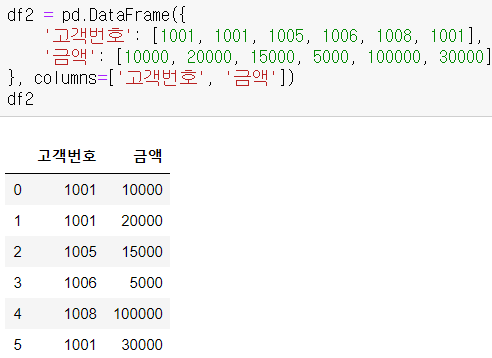 df2 = pd.DataFrame({
    '고객번호': [1001, 1001, 1005, 1006, 1008, 1001],
    '금액': [10000, 20000, 15000, 5000, 100000, 30000]
}, columns=['고객번호', '금액'])
df2
고객번호 금액
0 1001 10000
1 1001 20000
2 1005 15000
3 1006 5000
4 1008 100000
5 1001 30000